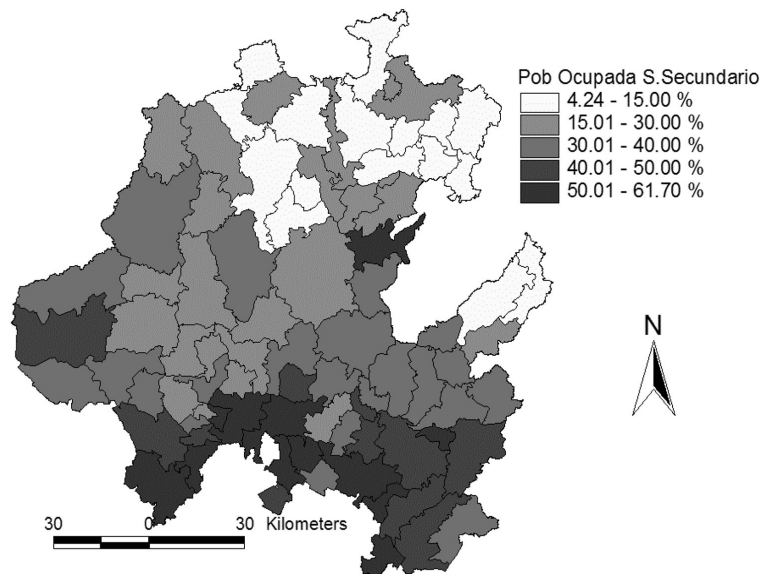 Pob Ocupada S.Secundario
4.24 - 15.00 %
15.01 - 30.00 %
30.01 - 40.00 %
40.01 - 50.00 %
50.01 - 61.70 %
N
30 0 30 Kilometers